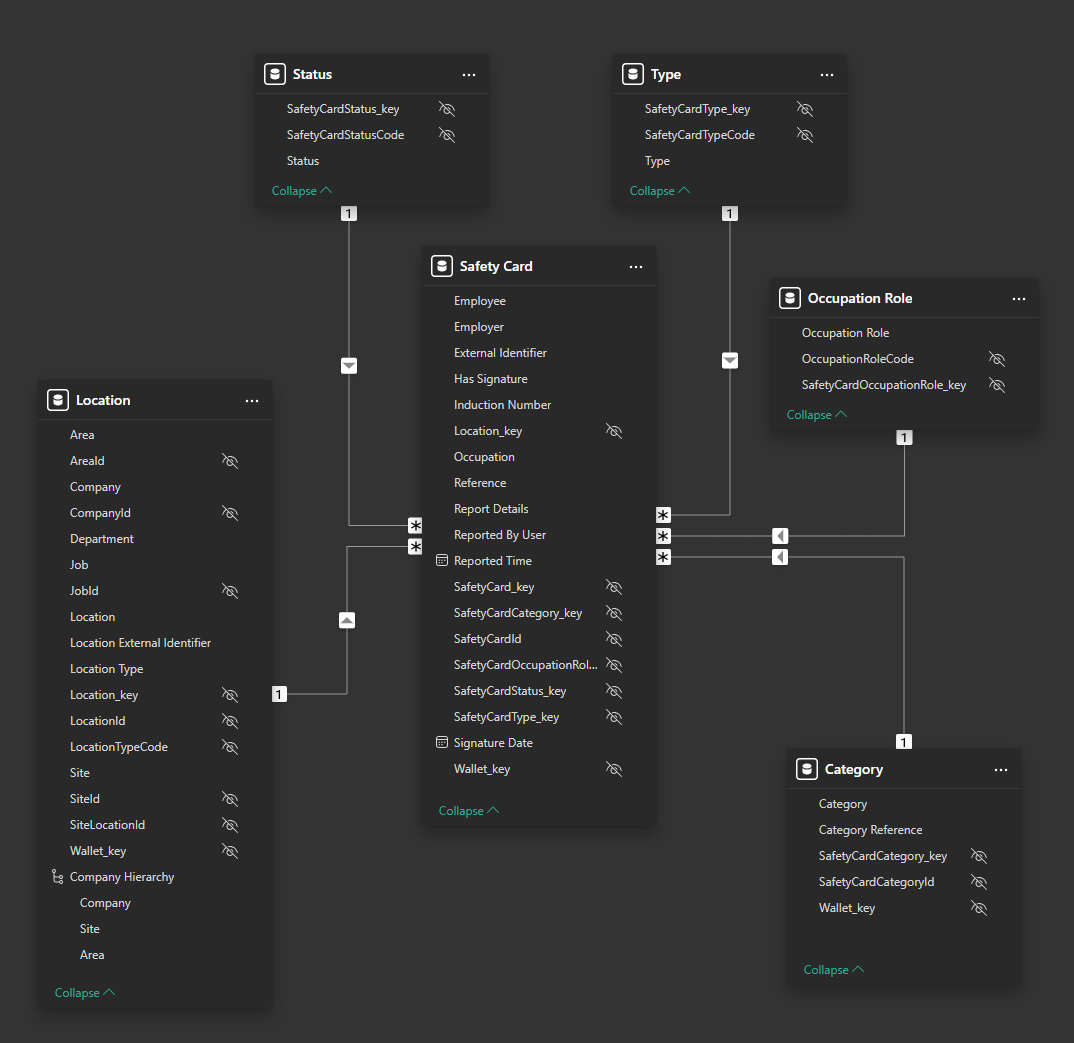 Status
SafetyCardStatus_key
SafetyCardStatusCode
Status
Collapse
1
Type
SafetyCardType_key
SafetyCardTypeCode
Type
Collapse
1
Safety Card
Employee
Employer
External Identifier
Has Signature
Induction Number
Location_key
Occupation
Reference
Report Details
Reported By User
Reported Time
SafetyCard_key
SafetyCardCategory_key
SafetyCardId
SafetyCardOccupationRol...
SafetyCardStatus_key
SafetyCardType_key
Signature Date
Wallet_key
Collapse
*
*
*
*
*
Occupation Role
Occupation Role
OccupationRoleCode
SafetyCardOccupationRole_key
Collapse
1
Location
Area
AreaId
Company
CompanyId
Department
Job
JobId
Location
Location External Identifier
Location Type
Location_key
LocationId
LocationTypeCode
Site
SiteId
SiteLocationId
Wallet_key
Company Hierarchy
Company
Site
Area
Collapse
1
1
Category
Category
Category Reference
SafetyCardCategory_key
SafetyCardCategoryId
Wallet_key
Collapse